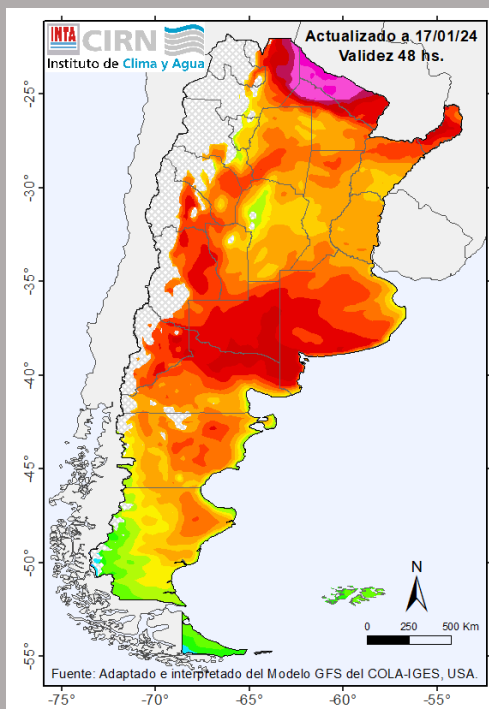 INTA CIRN
Instituto de Clima y Agua
Actualizado a 17/01/24
Validez 48 hs.
-25°
-30°
-35°
-40°
-45°
-50°
-55°
N
0 250 500 Km
Fuente: Adaptado e interpretado del Modelo GFS del COLA-IGES, USA.
-75° -70° -65° -60° -55°